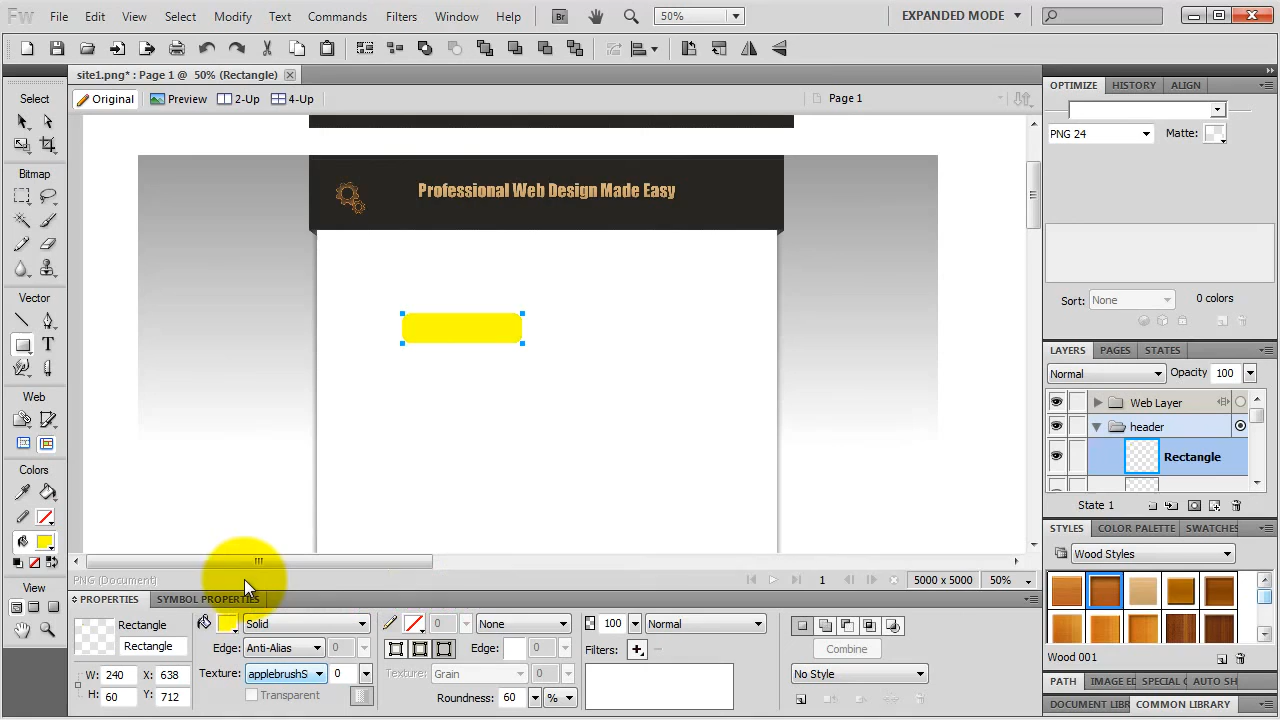 Fw File Edit View Select Modify Text Commands Filters Window Help Br 50% EXPANDED MODE
site1.png* : Page 1 @ 50% (Rectangle)
Original Preview 2-Up 4-Up Page 1
Select
Bitmap
Vector
Web
Colors
View
Professional Web Design Made Easy
OPTIMIZE HISTORY ALIGN
PNG 24 Matte:
Sort: None 0 colors
LAYERS PAGES STATES
Normal Opacity 100
Web Layer
header
Rectangle
State 1
STYLES COLOR PALETTE SWATCHES
Wood Styles
Wood 001
PATH IMAGE ED SPECIAL C AUTO SH
DOCUMENT LIBR COMMON LIBRARY
PNG (Document) 1 5000 x 5000 50%
PROPERTIES SYMBOL PROPERTIES
Rectangle Solid 0 None 100 Normal
Rectangle Edge: Anti-Alias 0 Edge: 0 Filters: Combine
W: 240 X: 638 Texture: applebrushS 0 Texture: Grain 0 No Style
H: 60 Y: 712 Transparent Roundness: 60 %